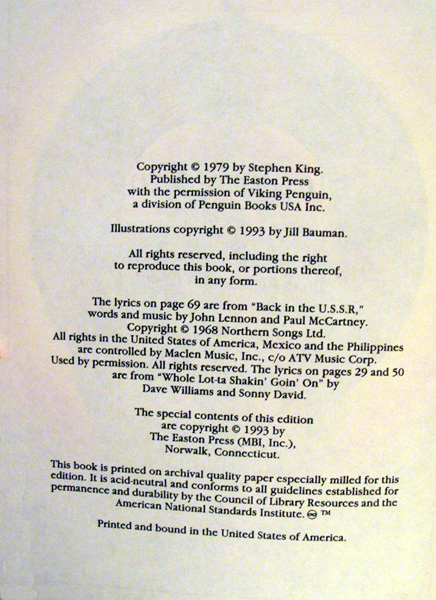 Copyright © 1979 by Stephen King.
Published by The Easton Press
with the permission of Viking Penguin,
a division of Penguin Books USA Inc.
Illustrations copyright © 1993 by Jill Bauman.
All rights reserved, including the right
to reproduce this book, or portions thereof,
in any form.
The lyrics on page 69 are from "Back in the U.S.S.R,"
words and music by John Lennon and Paul McCartney.
Copyright © 1968 Northern Songs Ltd.
All rights in the United States of America, Mexico and the Philippines
are controlled by Maclen Music, Inc., c/o ATV Music Corp.
Used by permission. All rights reserved. The lyrics on pages 29 and 50
are from "Whole Lot-ta Shakin' Goin' On" by
Dave Williams and Sonny David.
The special contents of this edition
are copyright © 1993 by
The Easton Press (MBI, Inc.),
Norwalk, Connecticut.
This book is printed on archival quality paper especially milled for this
edition. It is acid-neutral and conforms to all guidelines established for
permanence and durability by the Council of Library Resources and the
American National Standards Institute. ♾ ™
Printed and bound in the United States of America.